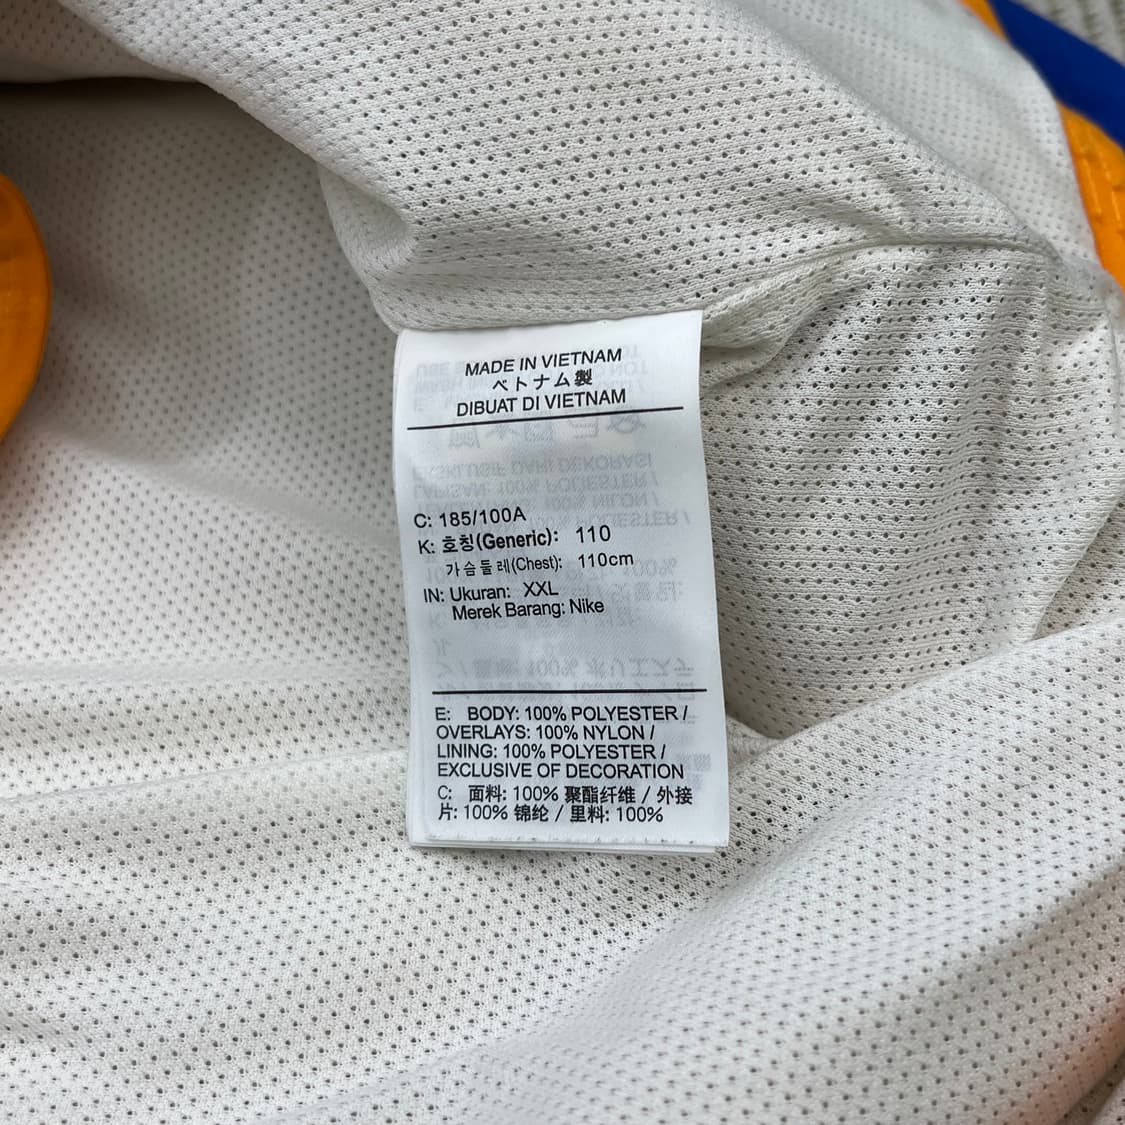 MADE IN VIETNAM
ベトナム製
DIBUAT DI VIETNAM
C: 185/100A
K: 호칭(Generic): 110
가슴둘레(Chest): 110cm
IN: Ukuran: XXL
Merek Barang: Nike
E: BODY: 100% POLYESTER /
OVERLAYS: 100% NYLON /
LINING: 100% POLYESTER /
EXCLUSIVE OF DECORATION
C: 面料: 100% 聚酯纤维 / 外接
片: 100% 锦纶 / 里料: 100%